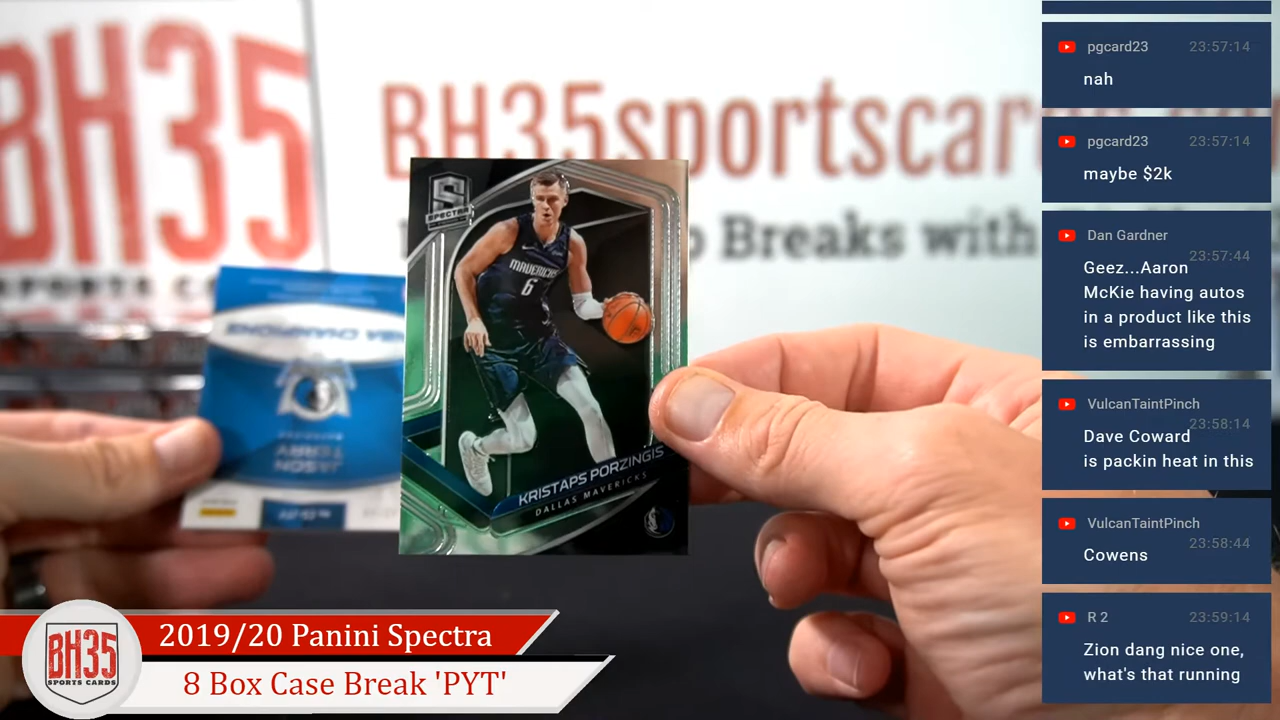 BH35
SPORTS CARDS
BH35sportscar
Breaks with
SPECTRA
MAVERICKS
6
KRISTAPS PORZINGIS
DALLAS MAVERICKS
JASON
TERRY
2019/20 Panini Spectra
8 Box Case Break 'PYT'
BH35
SPORTS CARDS
pgcard23 23:57:14
nah
pgcard23 23:57:14
maybe $2k
Dan Gardner
23:57:44
Geez...Aaron
McKie having autos
in a product like this
is embarrassing
VulcanTaintPinch
23:58:14
Dave Coward
is packin heat in this
VulcanTaintPinch
23:58:44
Cowens
R 2 23:59:14
Zion dang nice one,
what's that running